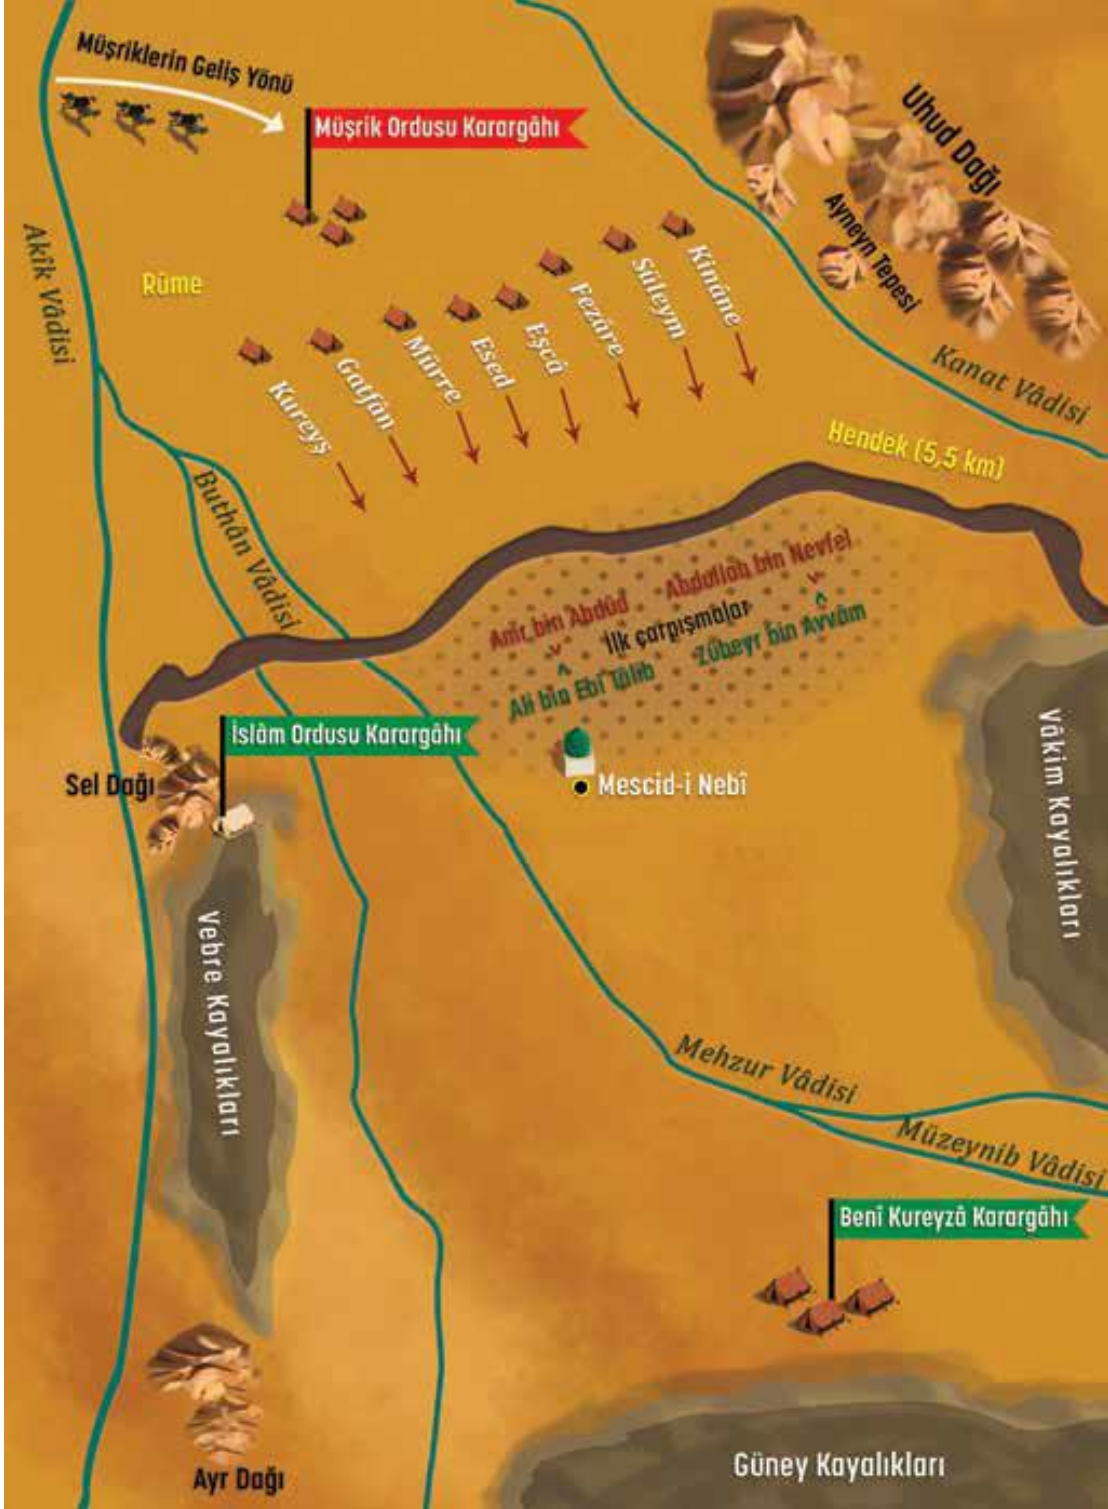 Müşriklerin Geliş Yönü
Müşrik Ordusu Karargâhı
Uhud Dağı
Ayneyn Tepesi
Akîk Vâdisi
Rûme
Kureyş
Gatfân
Mürre
Esed
Eşcâ
Fezâre
Süleym
Kinâne
Kanat Vâdisi
Hendek (5,5 km)
Buthân Vâdisi
Amr bin Abdûd
Abdullah bin Nevfel
İlk çarpışmalar
Ali bin Ebî Tâlib
Zübeyr bin Avvâm
İslâm Ordusu Karargâhı
Sel Dağı
Mescid-i Nebî
Vâkim Kayalıkları
Vebre Kayalıkları
Mehzur Vâdisi
Müzeynib Vâdisi
Benî Kureyzâ Karargâhı
Ayr Dağı
Güney Kayalıkları